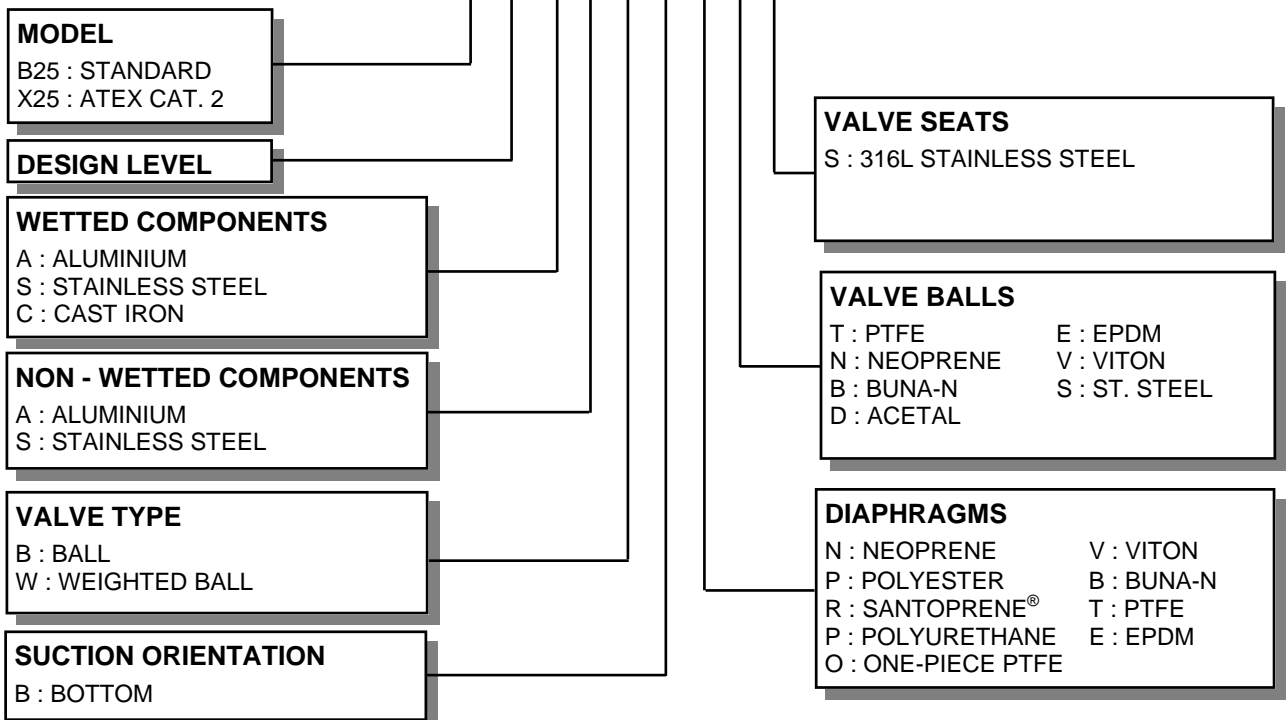 MODEL
B25 : STANDARD
X25 : ATEX CAT. 2
DESIGN LEVEL
WETTED COMPONENTS
A : ALUMINIUM
S : STAINLESS STEEL
C : CAST IRON
NON - WETTED COMPONENTS
A : ALUMINIUM
S : STAINLESS STEEL
VALVE TYPE
B : BALL
W : WEIGHTED BALL
SUCTION ORIENTATION
B : BOTTOM
VALVE SEATS
S : 316L STAINLESS STEEL
VALVE BALLS
T : PTFE E : EPDM
N : NEOPRENE V : VITON
B : BUNA-N S : ST. STEEL
D : ACETAL
DIAPHRAGMS
N : NEOPRENE V : VITON
P : POLYESTER B : BUNA-N
R : SANTOPRENE® T : PTFE
P : POLYURETHANE E : EPDM
O : ONE-PIECE PTFE